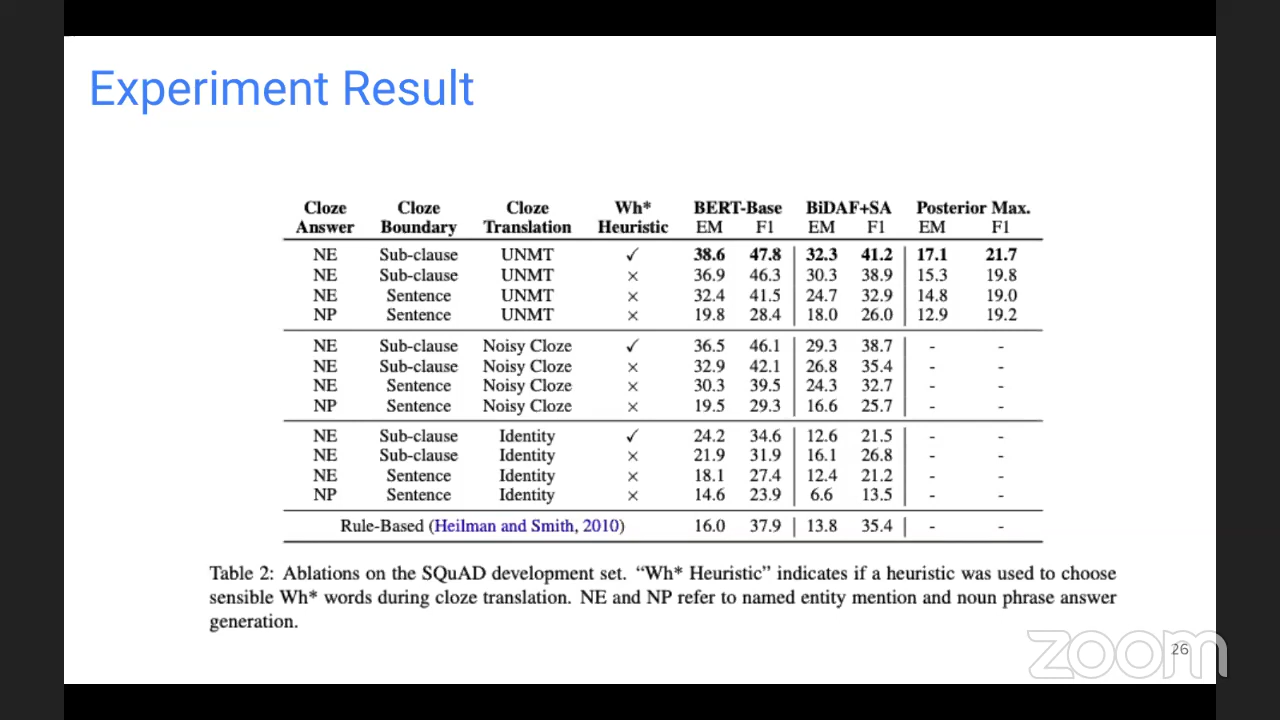 Experiment Result
Cloze Cloze Cloze Wh* BERT-Base BiDAF+SA Posterior Max.
Answer Boundary Translation Heuristic EM F1 EM F1 EM F1
NE Sub-clause UNMT ✓ 38.6 47.8 32.3 41.2 17.1 21.7
NE Sub-clause UNMT × 36.9 46.3 30.3 38.9 15.3 19.8
NE Sentence UNMT × 32.4 41.5 24.7 32.9 14.8 19.0
NP Sentence UNMT × 19.8 28.4 18.0 26.0 12.9 19.2
NE Sub-clause Noisy Cloze ✓ 36.5 46.1 29.3 38.7 - -
NE Sub-clause Noisy Cloze × 32.9 42.1 26.8 35.4 - -
NE Sentence Noisy Cloze × 30.3 39.5 24.3 32.7 - -
NP Sentence Noisy Cloze × 19.5 29.3 16.6 25.7 - -
NE Sub-clause Identity ✓ 24.2 34.6 12.6 21.5 - -
NE Sub-clause Identity × 21.9 31.9 16.1 26.8 - -
NE Sentence Identity × 18.1 27.4 12.4 21.2 - -
NP Sentence Identity × 14.6 23.9 6.6 13.5 - -
Rule-Based (Heilman and Smith, 2010) 16.0 37.9 13.8 35.4 - -
Table 2: Ablations on the SQuAD development set. “Wh* Heuristic” indicates if a heuristic was used to choose
sensible Wh* words during cloze translation. NE and NP refer to named entity mention and noun phrase answer
generation.
zoom
26